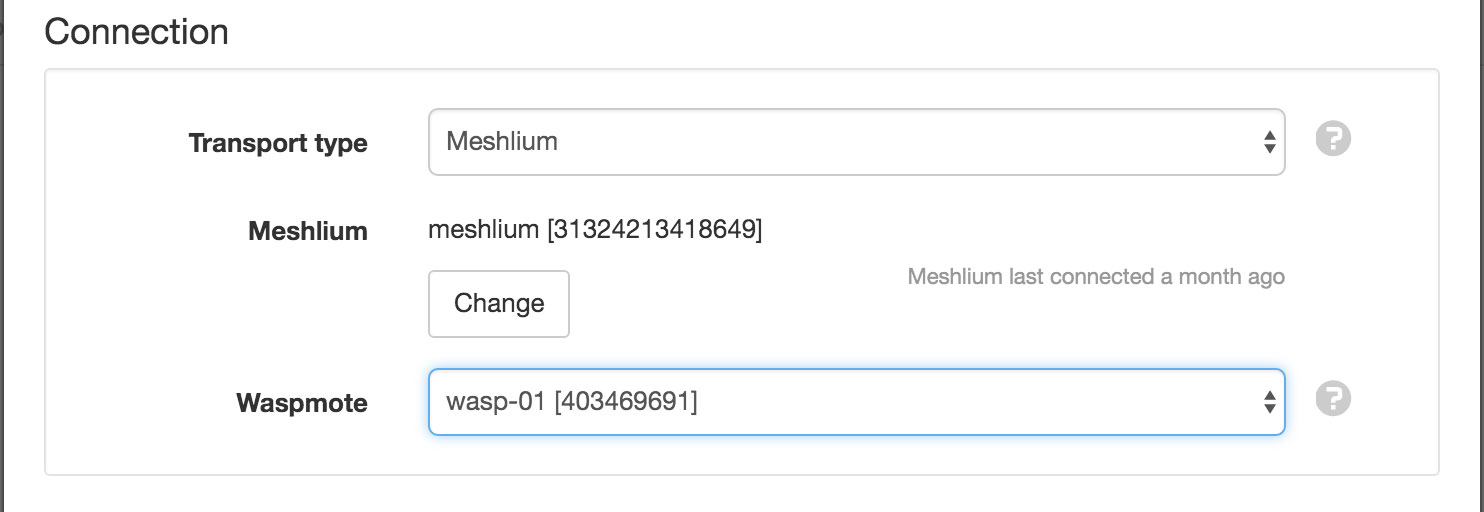 Connection
Transport type Meshlium ?
Meshlium meshlium [31324213418649]
Meshlium last connected a month ago
Change
Waspmote wasp-01 [403469691] ?